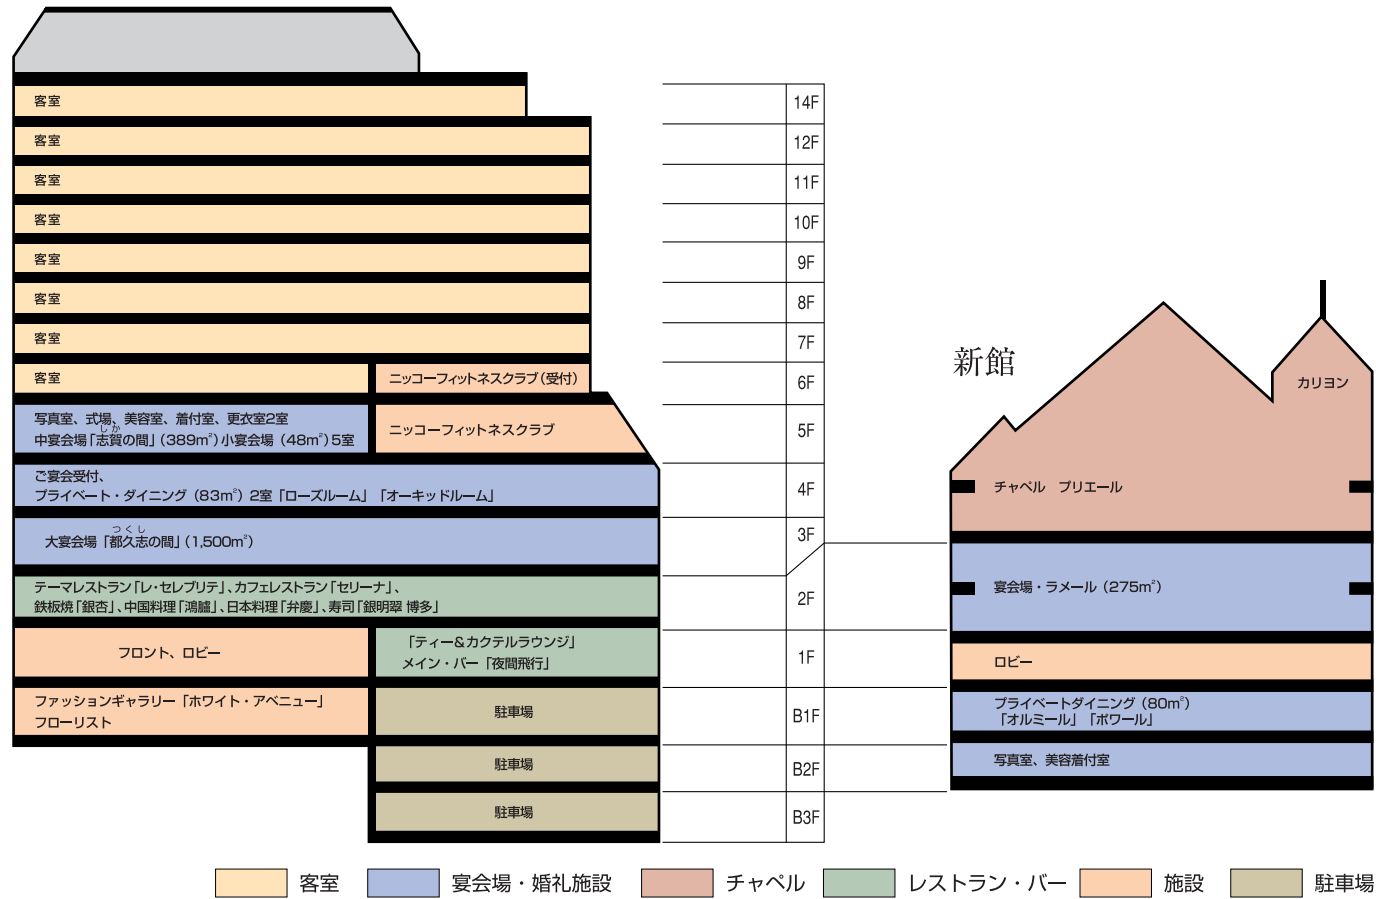 客室
客室
客室
客室
客室
客室
客室
客室
ニッコーフィットネスクラブ(受付)
写真室、式場、美容室、着付室、更衣室2室
しか
中宴会場「志賀の間」(389㎡)小宴会場(48㎡)5室
ニッコーフィットネスクラブ
ご宴会受付、
プライベート・ダイニング(83㎡)2室「ローズルーム」「オーキッドルーム」
つくし
大宴会場「都久志の間」(1,500㎡)
テーマレストラン「レ・セレブリテ」、カフェレストラン「セリーナ」、
鉄板焼「銀杏」、中国料理「鴻臚」、日本料理「弁慶」、寿司「銀明翠 博多」
フロント、ロビー
「ティー&カクテルラウンジ」
メイン・バー「夜間飛行」
ファッションギャラリー「ホワイト・アベニュー」
フローリスト
駐車場
駐車場
駐車場
14F
12F
11F
10F
9F
8F
7F
6F
5F
4F
3F
2F
1F
B1F
B2F
B3F
新館
カリヨン
チャペル プリエール
宴会場・ラメール(275㎡)
ロビー
プライベートダイニング(80㎡)
「オルミール」「ボワール」
写真室、美容着付室
客室
宴会場・婚礼施設
チャペル
レストラン・バー
施設
駐車場